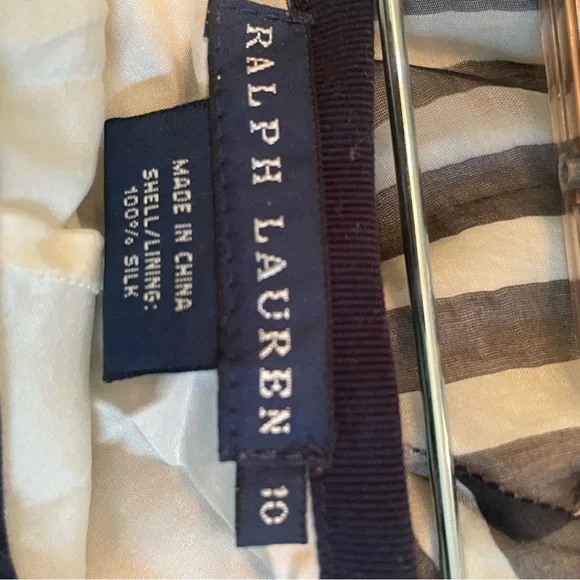 RALPH LAUREN
10
MADE IN CHINA
SHELL/LINING:
100% SILK